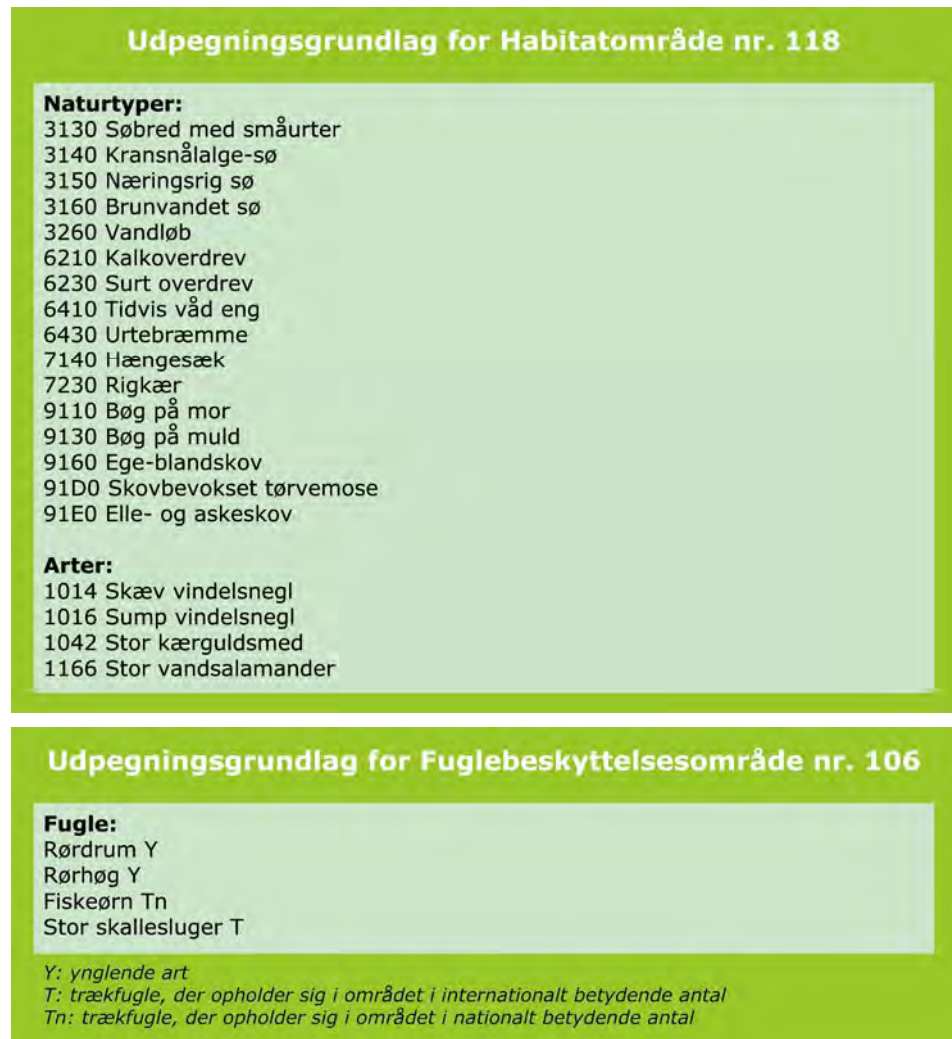 Udpegningsgrundlag for Habitatområde nr. 118
Naturtyper:
3130 Søbred med småurter
3140 Kransnålalge-sø
3150 Næringsrig sø
3160 Brunvandet sø
3260 Vandløb
6210 Kalkoverdrev
6230 Surt overdrev
6410 Tidvis våd eng
6430 Urtebræmme
7140 Hængesæk
7230 Rigkær
9110 Bøg på mor
9130 Bøg på muld
9160 Ege-blandskov
91D0 Skovbevokset tørvemose
91E0 Elle- og askeskov
Arter:
1014 Skæv vindelsnegl
1016 Sump vindelsnegl
1042 Stor kærguldsmed
1166 Stor vandsalamander
Udpegningsgrundlag for Fuglebeskyttelsesområde nr. 106
Fugle:
Rørdrum Y
Rørhøg Y
Fiskeørn Tn
Stor skallesluger T
Y: ynglende art
T: trækfugle, der opholder sig i området i internationalt betydende antal
Tn: trækfugle, der opholder sig i området i nationalt betydende antal